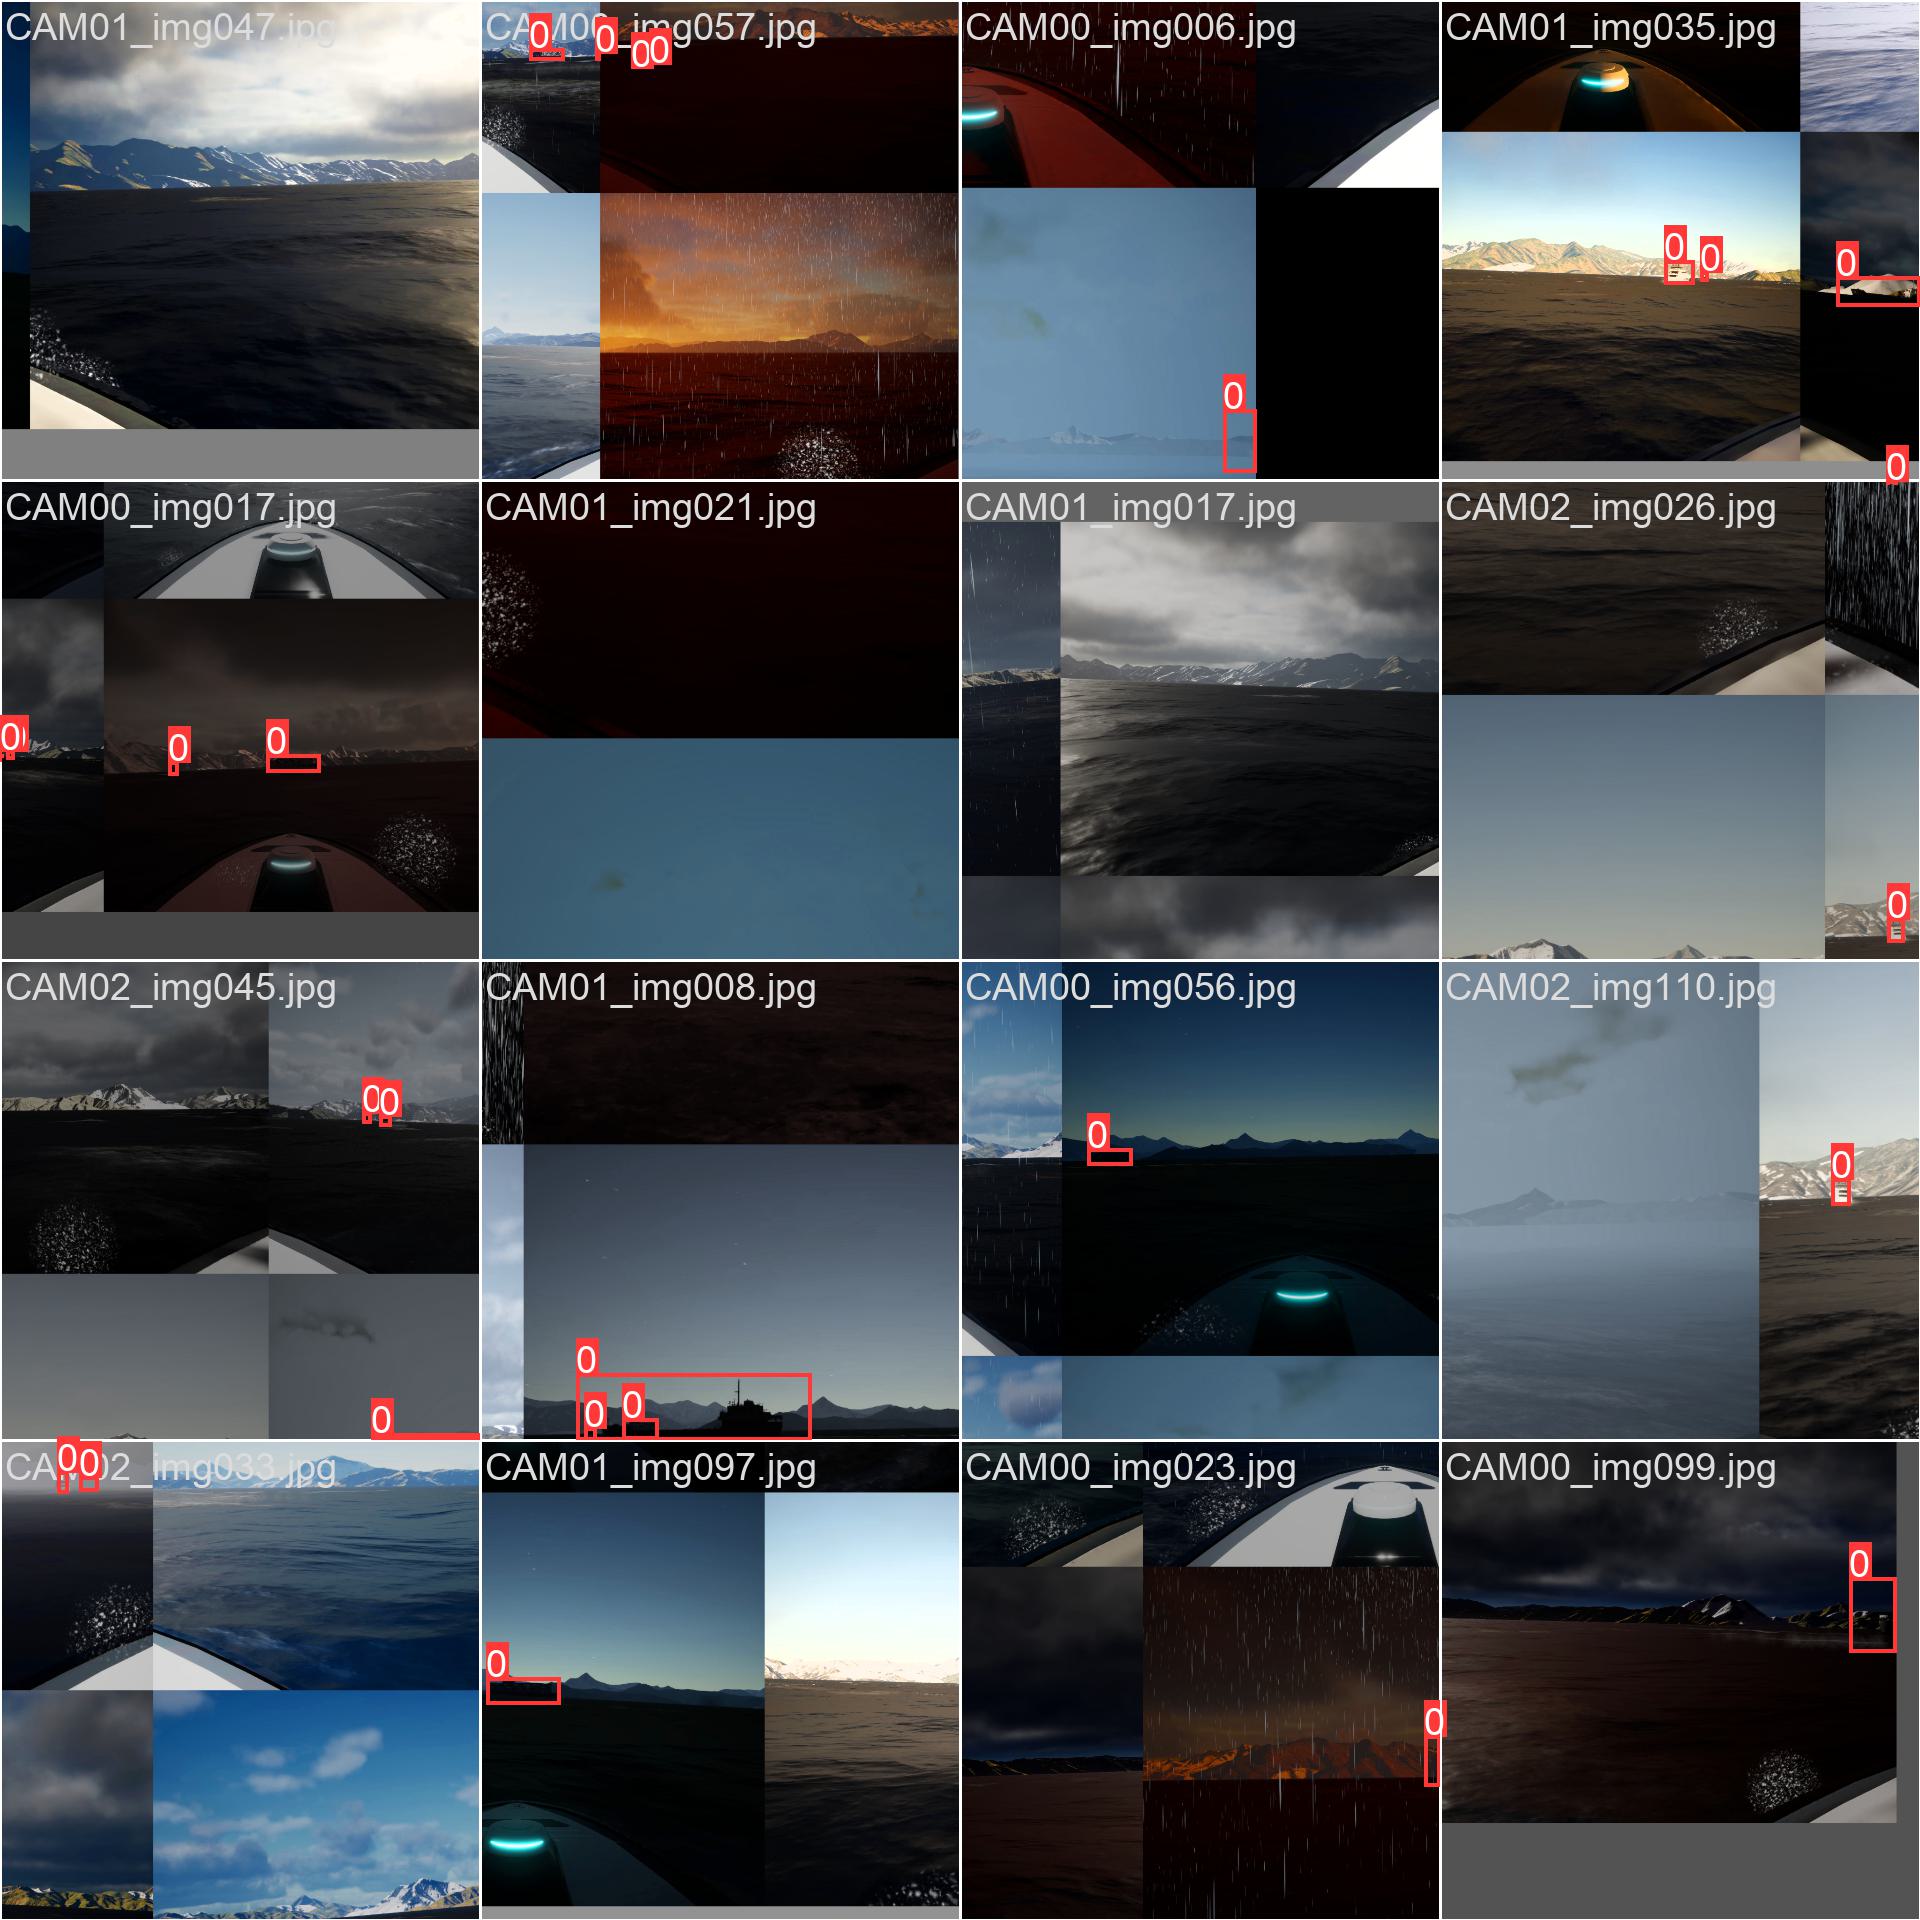 CAM01_img047.jpg
CAM00_img057.jpg
CAM00_img006.jpg
CAM01_img035.jpg
0
0
0
0
0
0
0
0
0
CAM00_img017.jpg
CAM01_img021.jpg
CAM01_img017.jpg
CAM02_img026.jpg
0
0
0
0
CAM02_img045.jpg
CAM01_img008.jpg
CAM00_img056.jpg
CAM02_img110.jpg
0
0
0
0
0
0
0
0
CAM02_img033.jpg
CAM01_img097.jpg
CAM00_img023.jpg
CAM00_img099.jpg
0
0
0
0
0